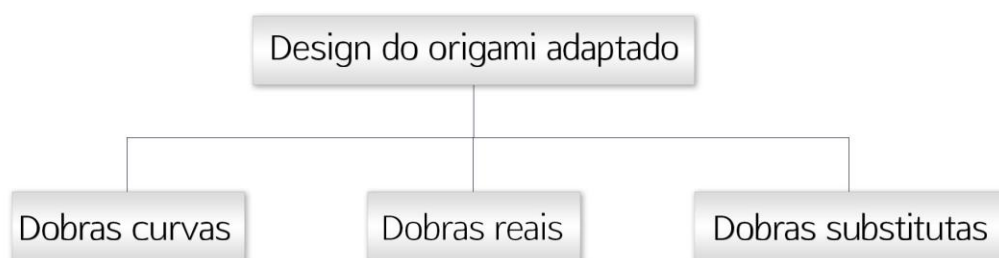 Design do origami adaptado
Dobras curvas
Dobras reais
Dobras substitutas